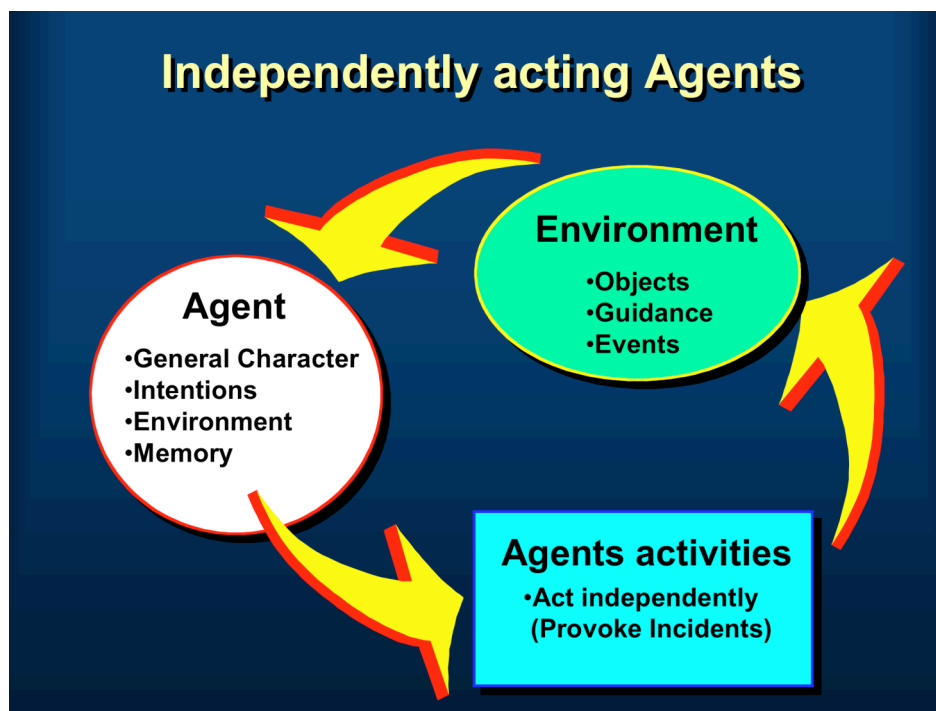 Independently acting Agents
Environment
•Objects
•Guidance
•Events
Agent
•General Character
•Intentions
•Environment
•Memory
Agents activities
•Act independently
(Provoke Incidents)